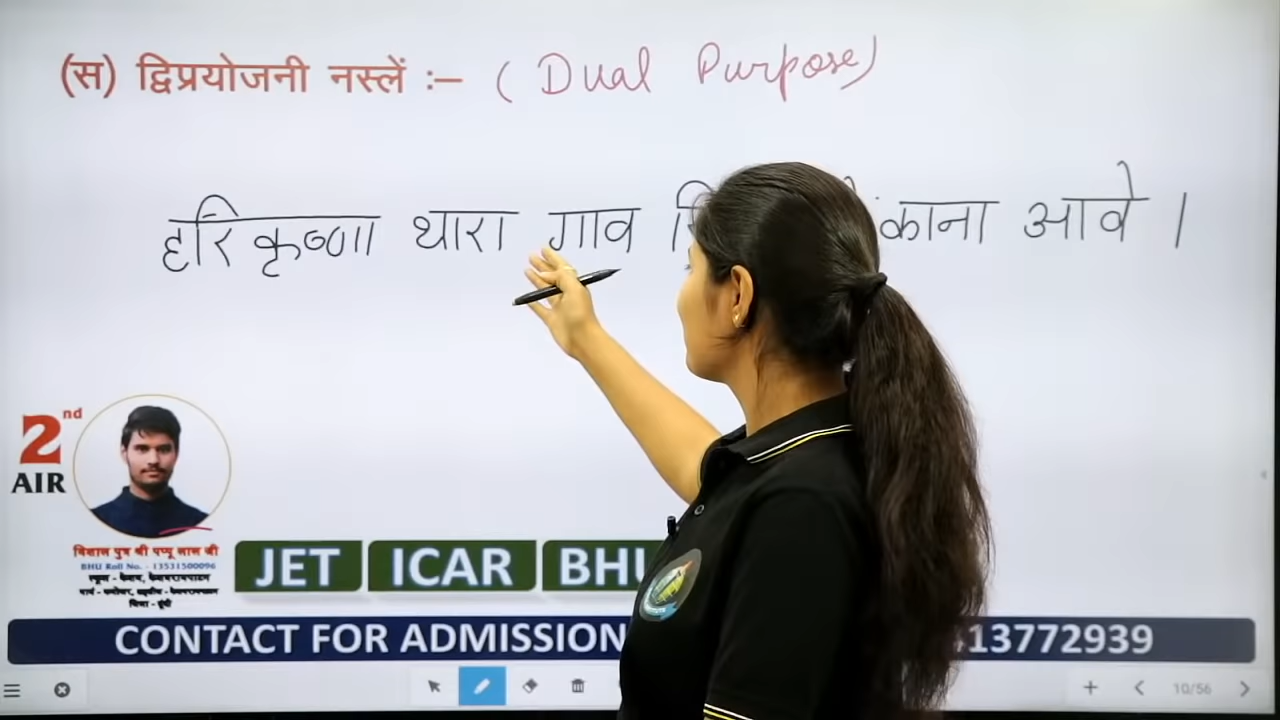 (स) द्विप्रयोजनी नस्लें :– (Dual Purpose)
हरि कृष्णा थारा गाव काना आवे ।
2nd
AIR
विशाल पुत्र श्री पप्पू लाल जी
BHU Roll No. - 13531500096
JET ICAR BHU
CONTACT FOR ADMISSION 13772939
10/56